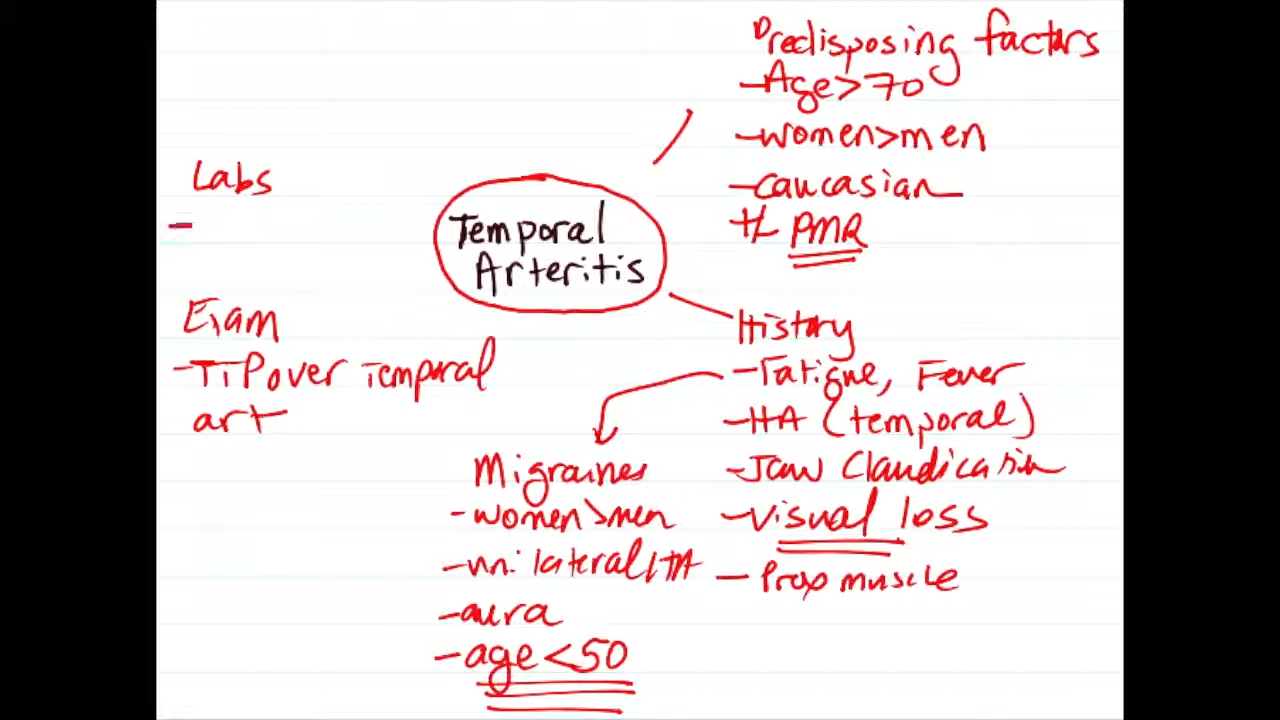 Predisposing factors
- Age > 70
- women > men
- caucasian
+/- PMR
Labs
-
Temporal
Arteritis
Exam
- TTP over Temporal
art
History
- Fatigue, Fever
- HA (temporal)
- Jaw Claudication
- visual loss
- Prox muscle
Migraines
- women > men
- unilateral HA
- aura
- age < 50